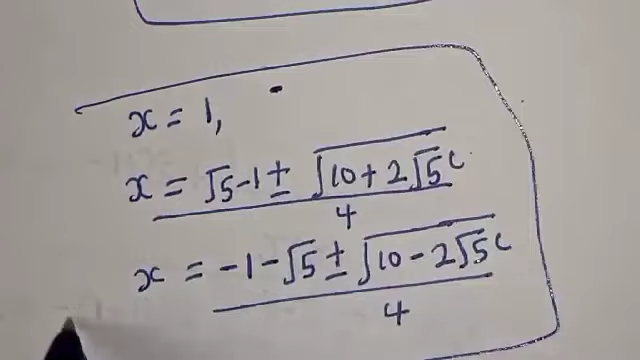 x = 1,
x = √5-1 ± √10+2√5 i
4
x = -1-√5 ± √10-2√5 i
4